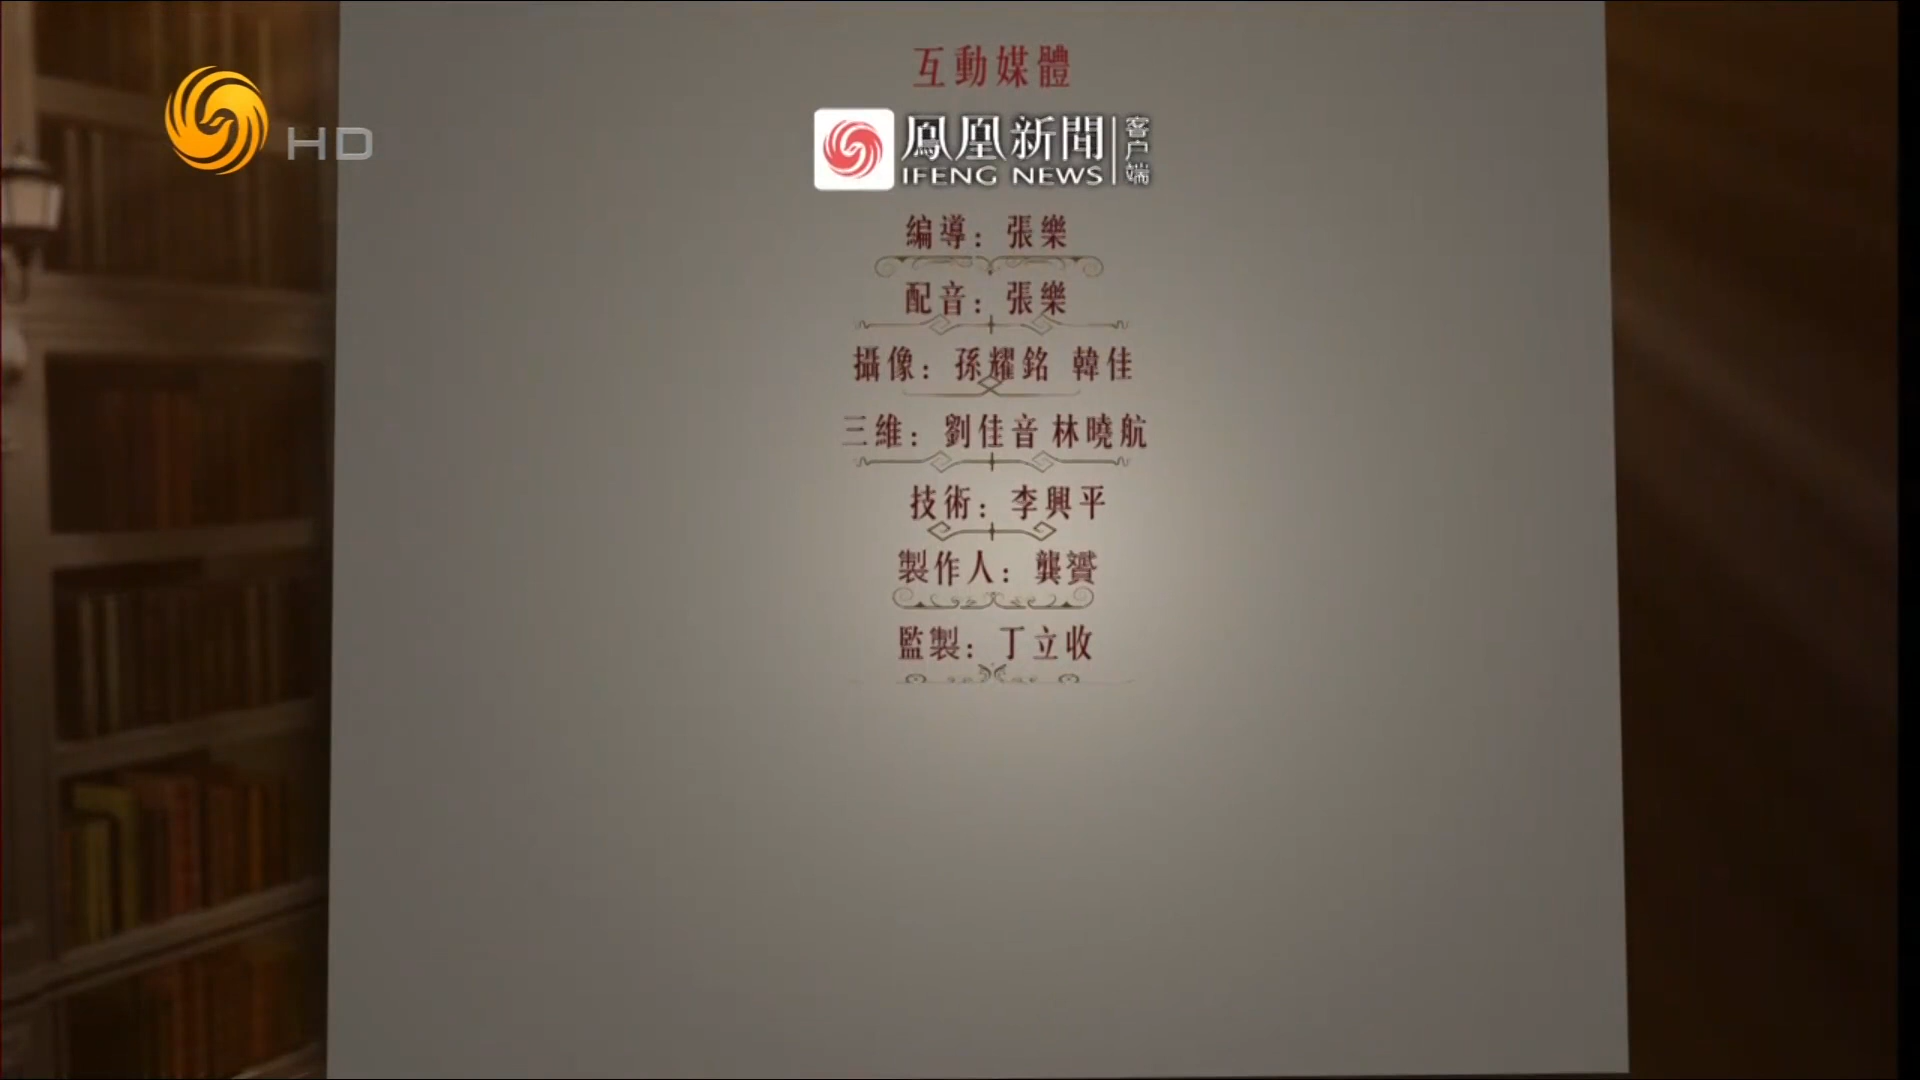 HD
互動媒體
鳳凰新聞 客户端
IFENG NEWS
編導：張樂
配音：張樂
攝像：孫耀銘 韓佳
三維：劉佳音 林曉航
技術：李興平
製作人：龔贇
監製：丁立收